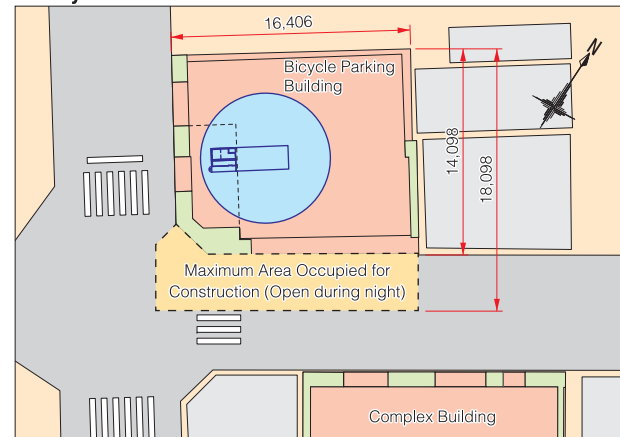 16,406
Bicycle Parking
Building
N
14,098
18,098
Maximum Area Occupied for
Construction (Open during night)
Complex Building